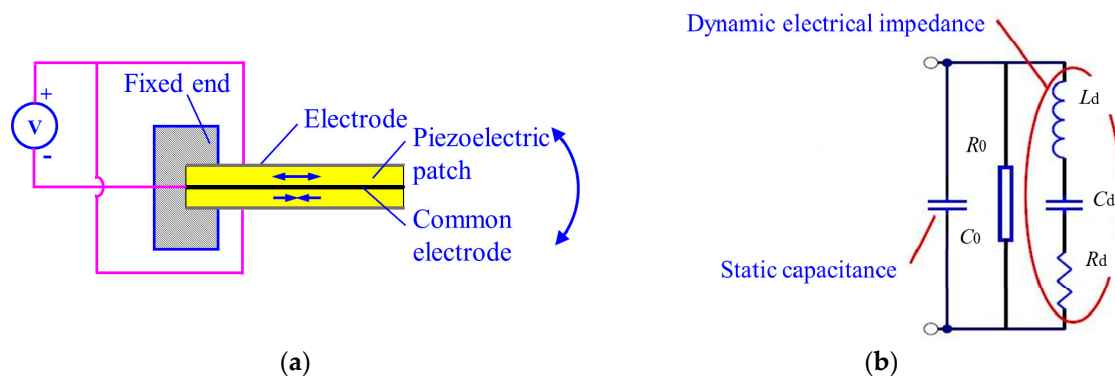 Fixed end
Electrode
Piezoelectric
patch
Common
electrode
+
V
-
(a)
Dynamic electrical impedance
Ld
R0
Cd
C0
Rd
Static capacitance
(b)